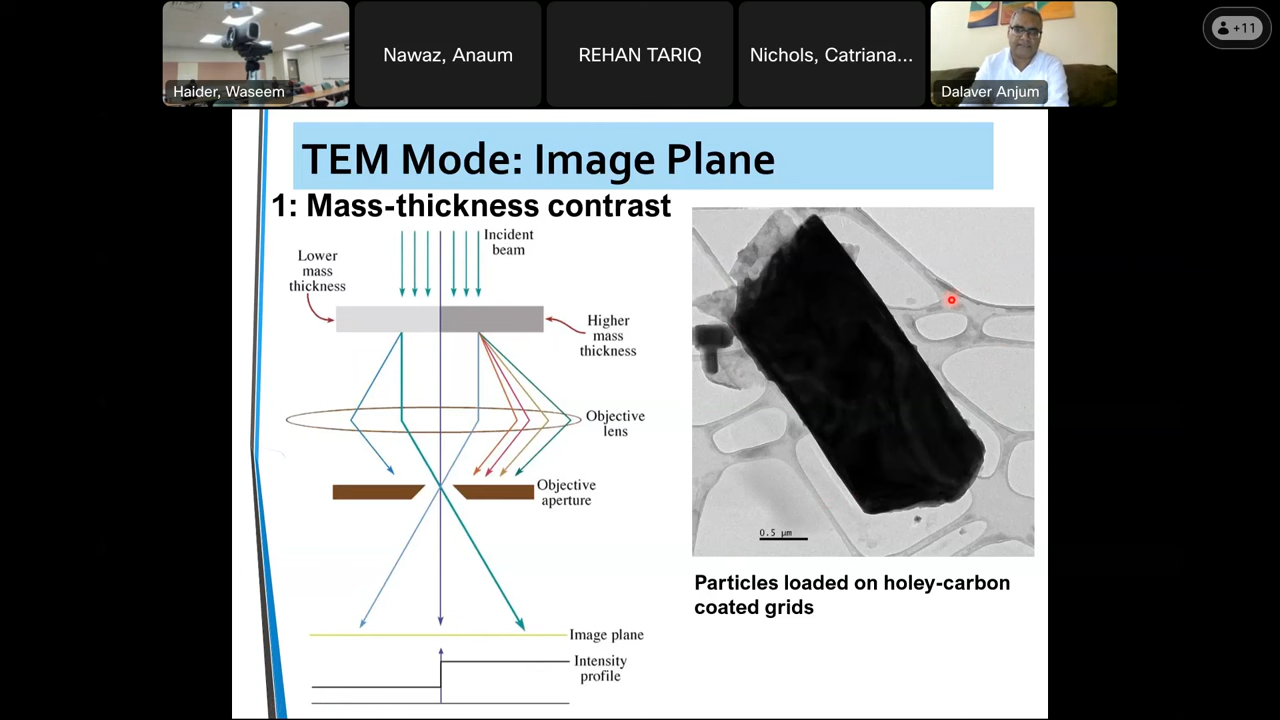 Haider, Waseem
Nawaz, Anaum
REHAN TARIQ
Nichols, Catriana...
Dalaver Anjum
+11
TEM Mode: Image Plane
1: Mass-thickness contrast
Incident
beam
Lower
mass
thickness
Higher
mass
thickness
Objective
lens
Objective
aperture
Image plane
Intensity
profile
0.5 µm
Particles loaded on holey-carbon
coated grids